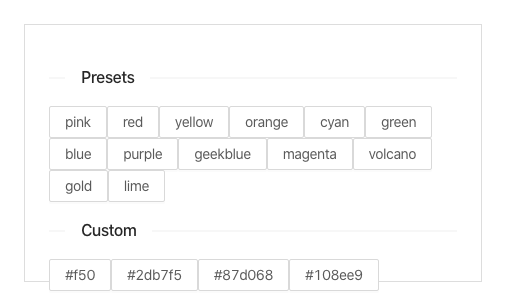 Presets
pink red yellow orange cyan green
blue purple geekblue magenta volcano
gold lime
Custom
#f50 #2db7f5 #87d068 #108ee9